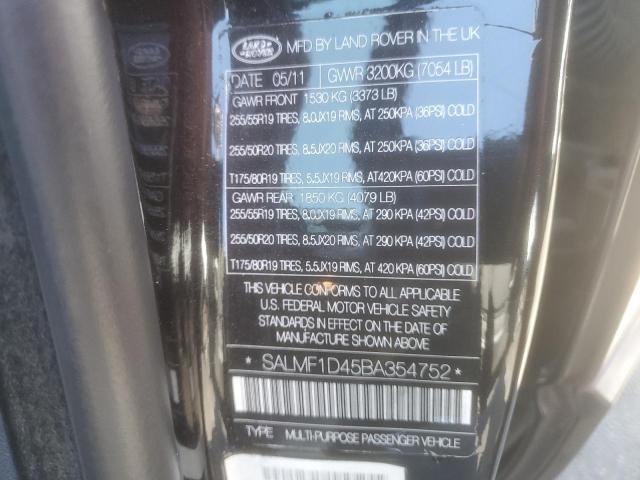 LAND ROVER
MFD BY LAND ROVER IN THE UK
DATE 05/11 GVWR 3200KG (7054 LB)
GAWR FRONT 1530 KG (3373 LB)
255/55R19 TIRES, 8.0JX19 RIMS, AT 250KPA (36PSI) COLD
255/50R20 TIRES, 8.5JX20 RIMS, AT 250KPA (36PSI) COLD
T175/80R19 TIRES, 5.5JX19 RIMS, AT 420KPA (60PSI) COLD
GAWR REAR 1850 KG (4079 LB)
255/55R19 TIRES, 8.0JX19 RIMS, AT 290 KPA (42PSI) COLD
255/50R20 TIRES, 8.5JX20 RIMS, AT 290 KPA (42PSI) COLD
T175/80R19 TIRES, 5.5JX19 RIMS, AT 420 KPA (60PSI) COLD
THIS VEHICLE CONFORMS TO ALL APPLICABLE
U.S. FEDERAL MOTOR VEHICLE SAFETY
STANDARDS IN EFFECT ON THE DATE OF
MANUFACTURE SHOWN ABOVE
* SALMF1D45BA354752 *
TYPE MULTI-PURPOSE PASSENGER VEHICLE